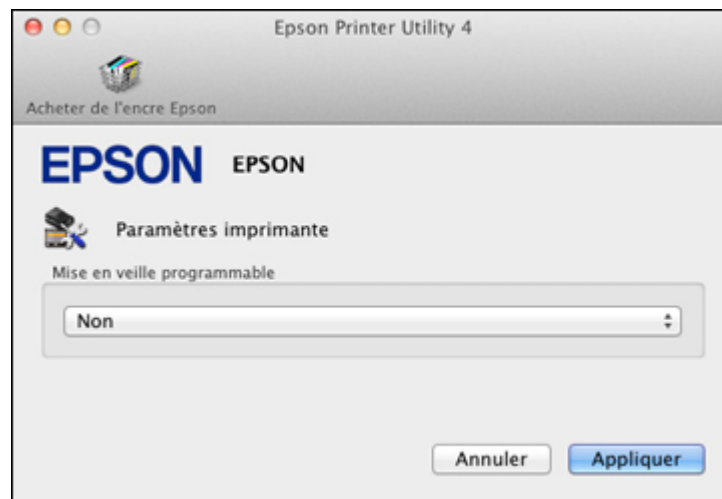 Epson Printer Utility 4
Acheter de l'encre Epson
EPSON EPSON
Paramètres imprimante
Mise en veille programmable
Non
Annuler Appliquer